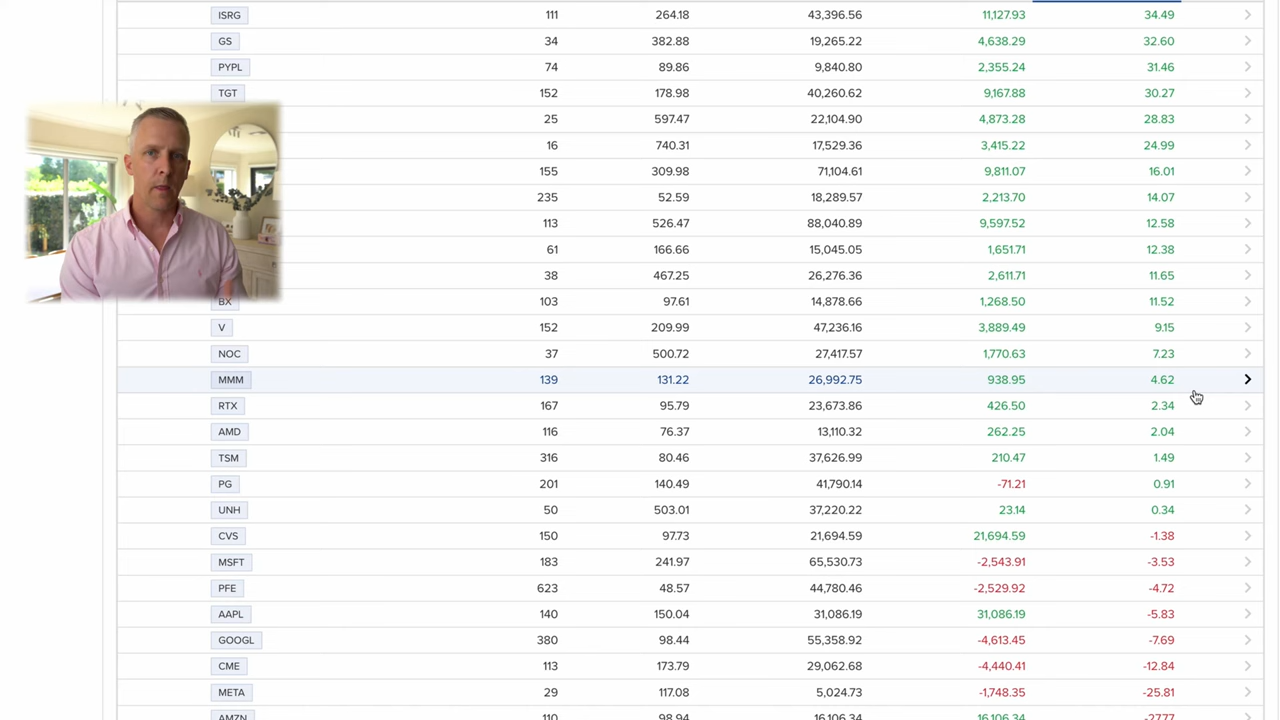 ISRG 111 264.18 43,396.56 11,127.93 34.49
GS 34 382.88 19,265.22 4,638.29 32.60
PYPL 74 89.86 9,840.80 2,355.24 31.46
TGT 152 178.98 40,260.62 9,167.88 30.27
25 597.47 22,104.90 4,873.28 28.83
16 740.31 17,529.36 3,415.22 24.99
155 309.98 71,104.61 9,811.07 16.01
235 52.59 18,289.57 2,213.70 14.07
113 526.47 88,040.89 9,597.52 12.58
61 166.66 15,045.05 1,651.71 12.38
38 467.25 26,276.36 2,611.71 11.65
BX 103 97.61 14,878.66 1,268.50 11.52
V 152 209.99 47,236.16 3,889.49 9.15
NOC 37 500.72 27,417.57 1,770.63 7.23
MMM 139 131.22 26,992.75 938.95 4.62
RTX 167 95.79 23,673.86 426.50 2.34
AMD 116 76.37 13,110.32 262.25 2.04
TSM 316 80.46 37,626.99 210.47 1.49
PG 201 140.49 41,790.14 -71.21 0.91
UNH 50 503.01 37,220.22 23.14 0.34
CVS 150 97.73 21,694.59 21,694.59 -1.38
MSFT 183 241.97 65,530.73 -2,543.91 -3.53
PFE 623 48.57 44,780.46 -2,529.92 -4.72
AAPL 140 150.04 31,086.19 31,086.19 -5.83
GOOGL 380 98.44 55,358.92 -4,613.45 -7.69
CME 113 173.79 29,062.68 -4,440.41 -12.84
META 29 117.08 5,024.73 -1,748.35 -25.81
AMZN 110 98.94 16,106.34 16,106.34 -27.77